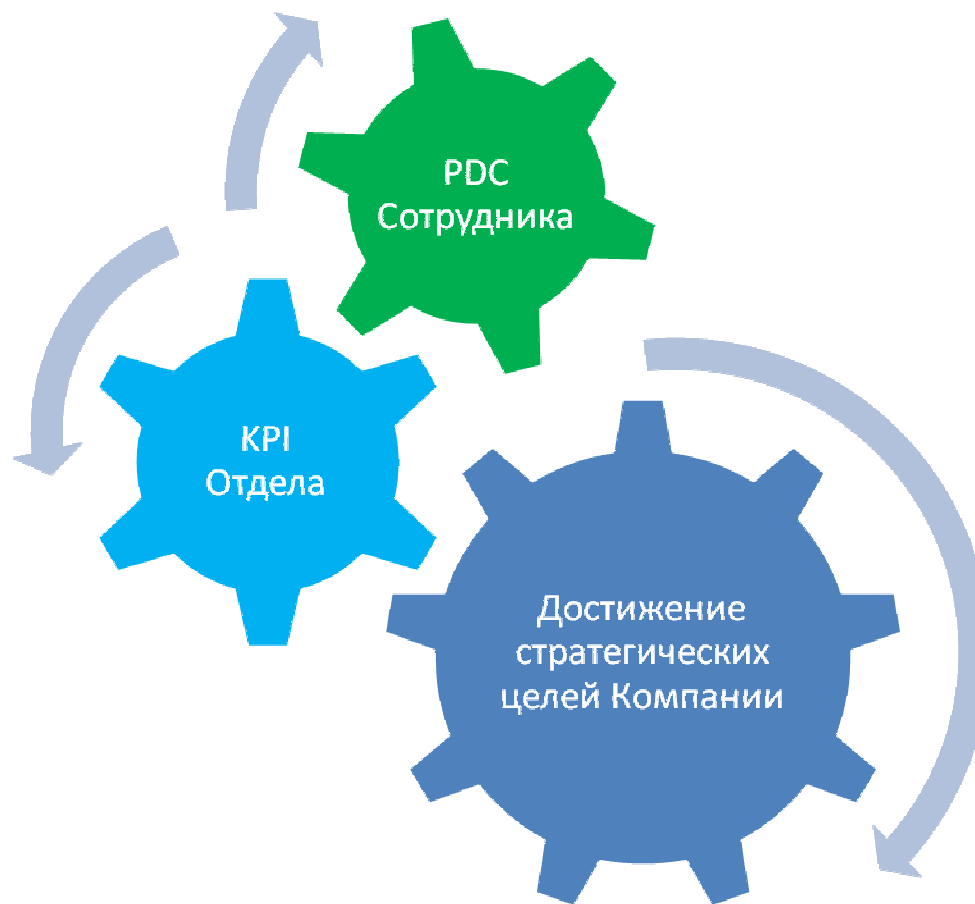 PDC
Сотрудника
KPI
Отдела
Достижение
стратегических
целей Компании